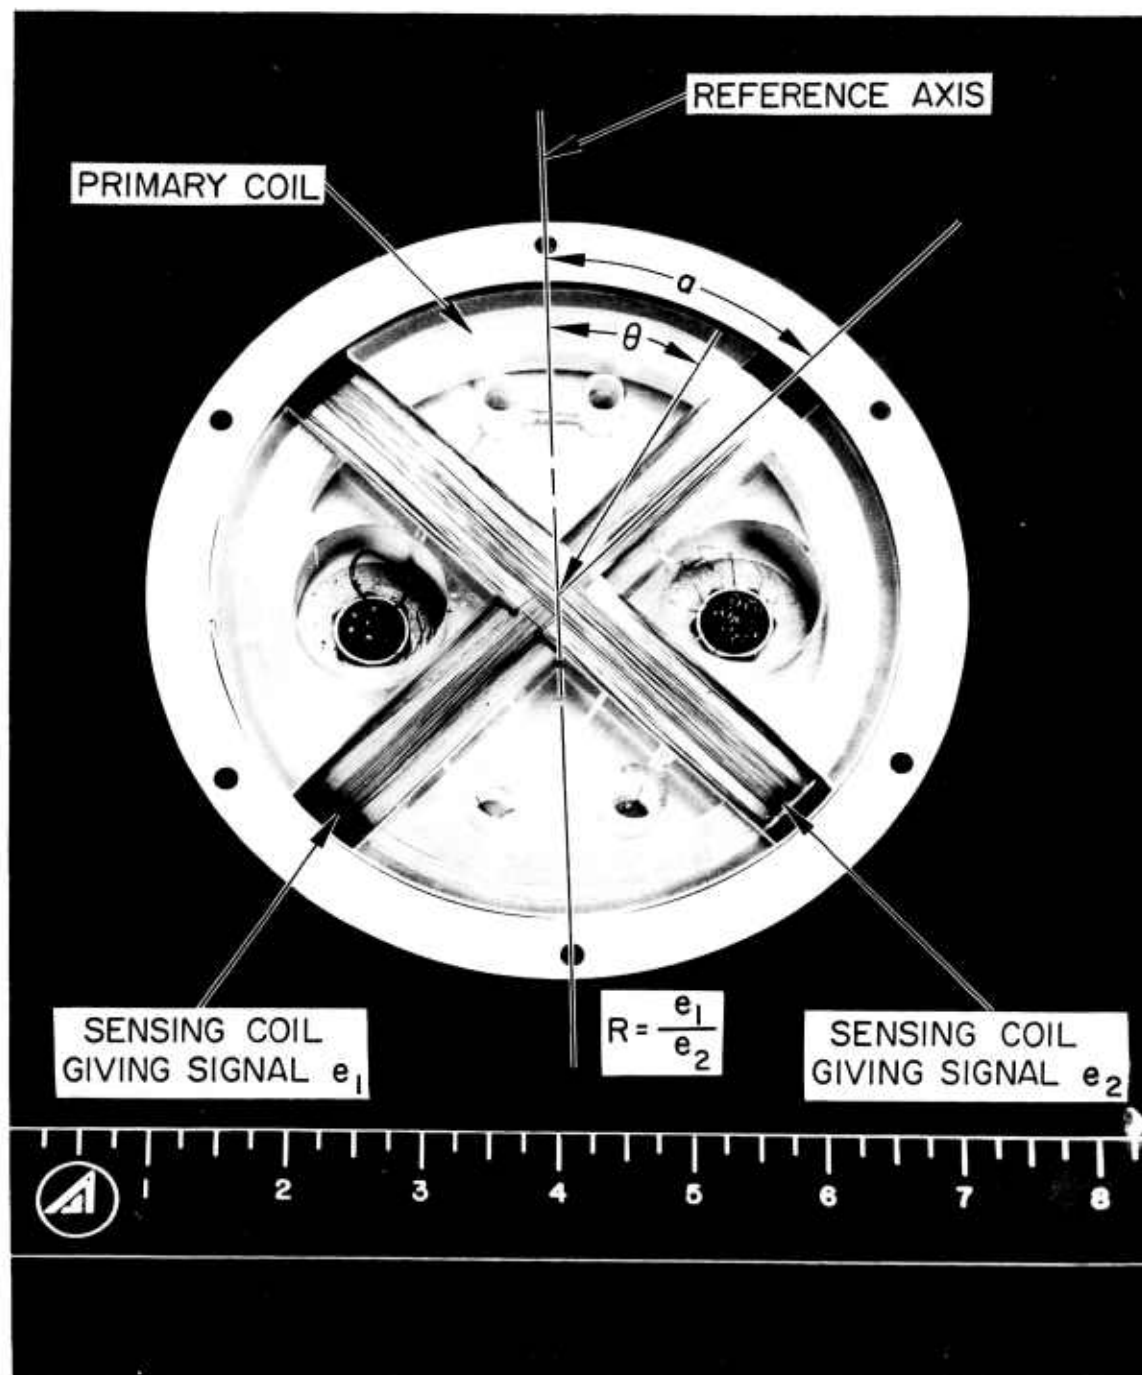 REFERENCE AXIS
PRIMARY COIL
a
θ
SENSING COIL
GIVING SIGNAL e₁
R = e₁/e₂
SENSING COIL
GIVING SIGNAL e₂
1 2 3 4 5 6 7 8